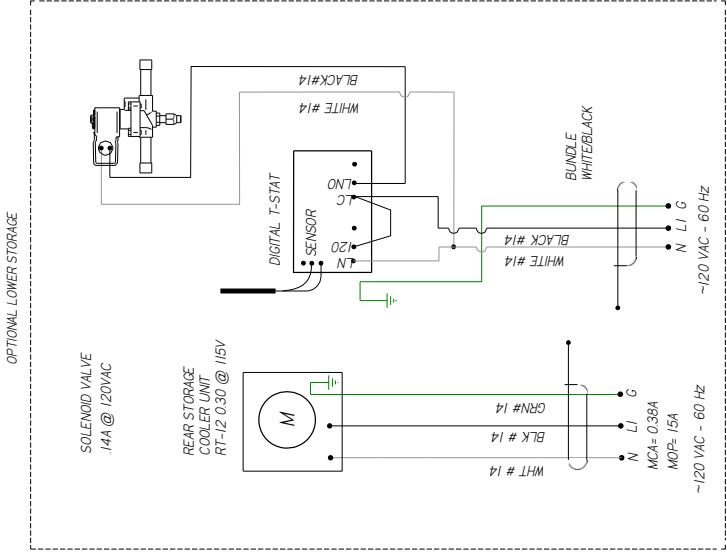 OPTIONAL LOWER STORAGE
SOLENOID VALVE
.14A @ 120VAC
REAR STORAGE
COOLER UNIT
RT-12 0.30 @ 115V
M
GRN# 14
BLK # 14
WHT # 14
G
L1
N
MCA= 0.38A
MOP= 15A
~120 VAC - 60 Hz
BLACK#14
WHITE #14
DIGITAL T-STAT
SENSOR
LNO
LC
120
LN
BLACK #14
WHITE #14
BUNDLE
WHITE/BLACK
G
L1
N
~120 VAC - 60 Hz